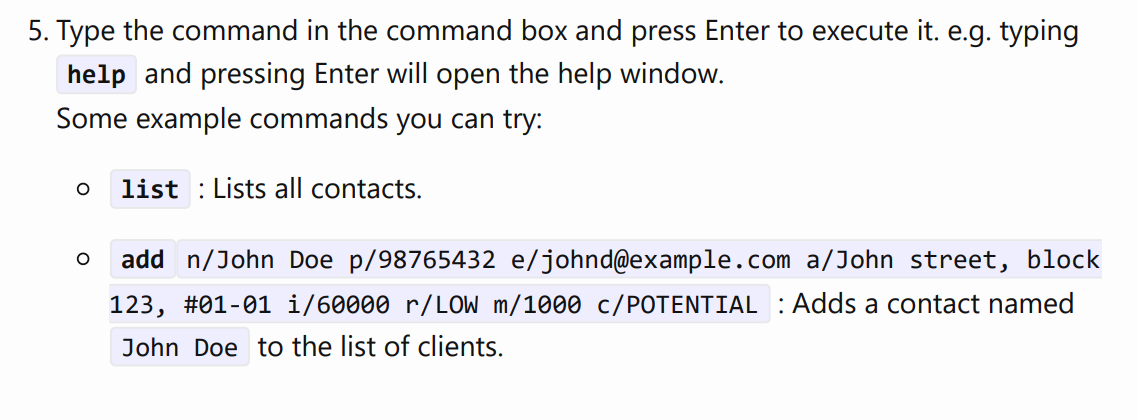 5. Type the command in the command box and press Enter to execute it. e.g. typing
help and pressing Enter will open the help window.
Some example commands you can try:
○ list : Lists all contacts.
○ add n/John Doe p/98765432 e/johnd@example.com a/John street, block
123, #01-01 i/60000 r/LOW m/1000 c/POTENTIAL : Adds a contact named
John Doe to the list of clients.